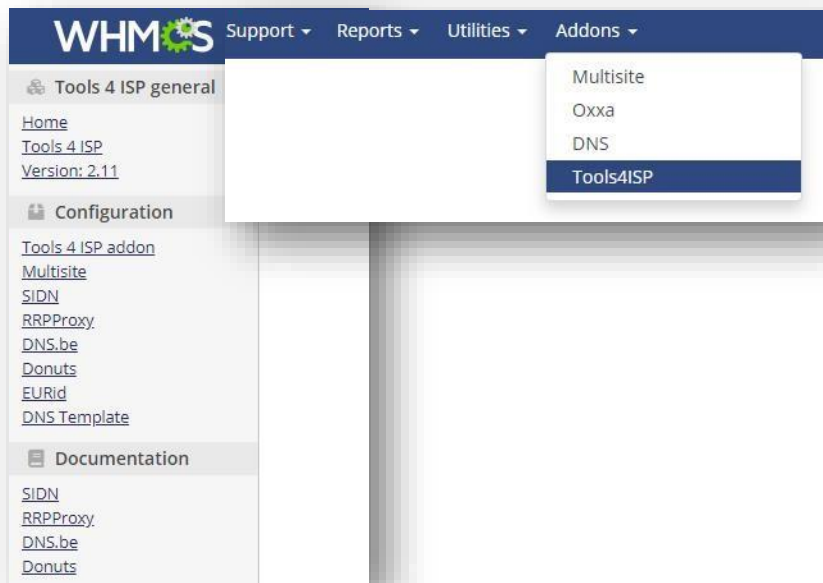 WHMCS Support Reports Utilities Addons
Multisite
Oxxa
DNS
Tools4ISP
Tools 4 ISP general
Home
Tools 4 ISP
Version: 2.11
Configuration
Tools 4 ISP addon
Multisite
SIDN
RRPProxy
DNS.be
Donuts
EURid
DNS Template
Documentation
SIDN
RRPProxy
DNS.be
Donuts